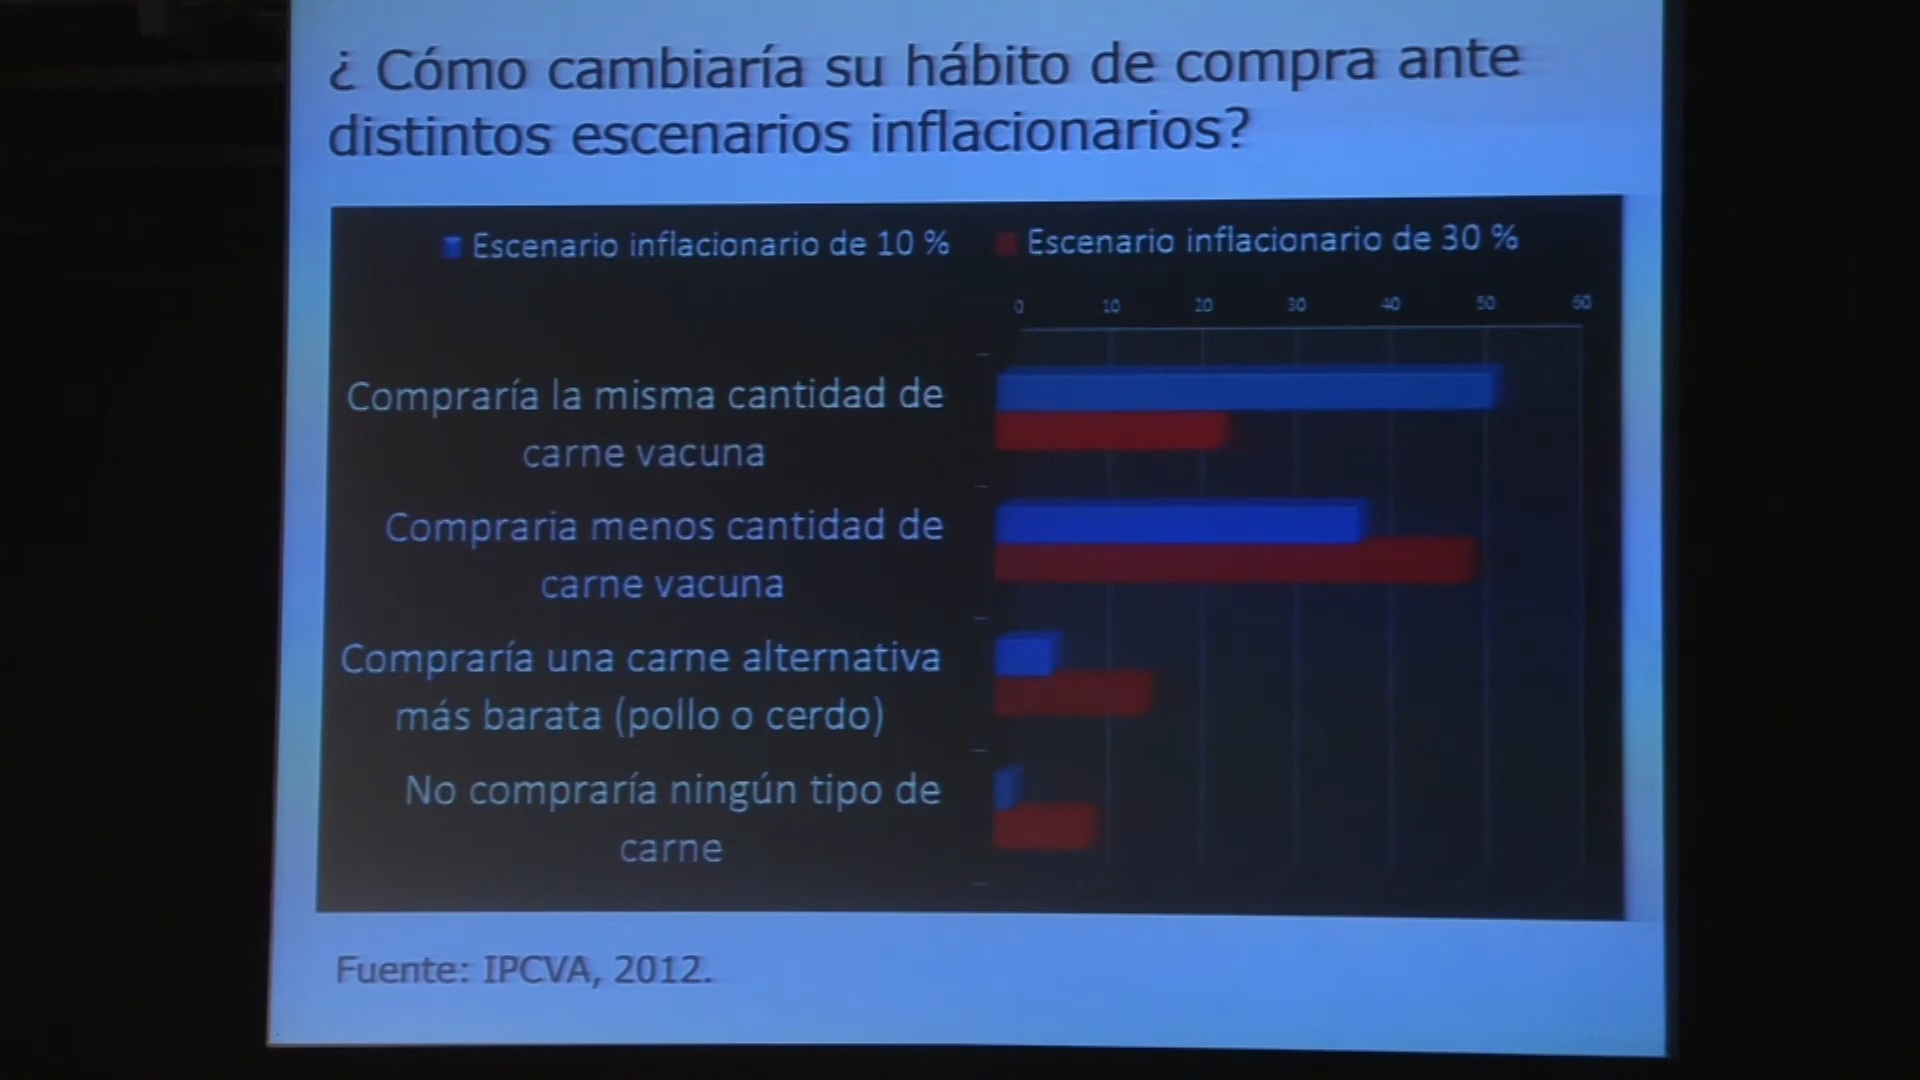 ¿ Cómo cambiaría su hábito de compra ante
distintos escenarios inflacionarios?
Escenario inflacionario de 10 % Escenario inflacionario de 30 %
0 10 20 30 40 50 60
Compraría la misma cantidad de
carne vacuna
Compraria menos cantidad de
carne vacuna
Compraría una carne alternativa
más barata (pollo o cerdo)
No compraría ningún tipo de
carne
Fuente: IPCVA, 2012.